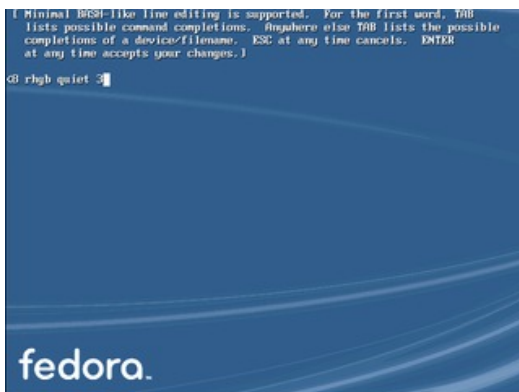 [ Minimal BASH-like line editing is supported.  For the first word, TAB
lists possible command completions.  Anywhere else TAB lists the possible
completions of a device/filename.  ESC at any time cancels.  ENTER
at any time accepts your changes.]
<8 rhgb quiet 3
fedora.